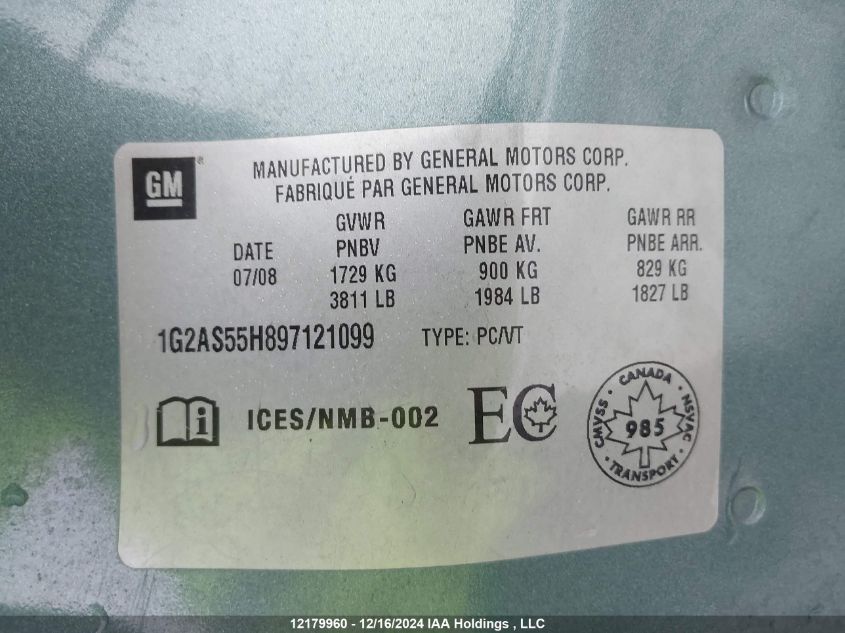 GM®
MANUFACTURED BY GENERAL MOTORS CORP.
FABRIQUÉ PAR GENERAL MOTORS CORP.
GVWR GAWR FRT GAWR RR
DATE PNBV PNBE AV. PNBE ARR.
07/08 1729 KG 900 KG 829 KG
3811 LB 1984 LB 1827 LB
1G2AS55H897121099 TYPE: PC/VT
i ICES/NMB-002 EC
CANADA
CMVSS 985 NSVAC
TRANSPORT
12179960 - 12/16/2024 IAA Holdings , LLC